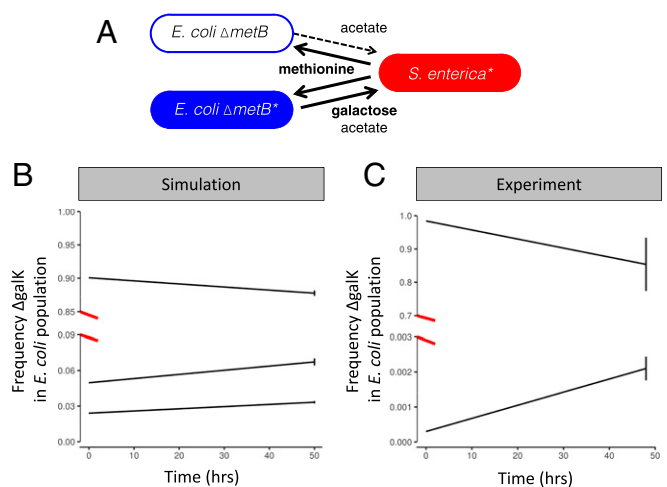 A
E. coli ΔmetB
acetate
methionine
S. enterica*
E. coli ΔmetB*
galactose
acetate
B
Simulation
Frequency ΔgalK
in E. coli population
1.00
0.95
0.90
0.85
0.09
0.06
0.03
0.00
0
10
20
30
40
50
Time (hrs)
C
Experiment
Frequency ΔgalK
in E. coli population
1.0
0.9
0.8
0.7
0.003
0.002
0.001
0.000
0
10
20
30
40
50
Time (hrs)